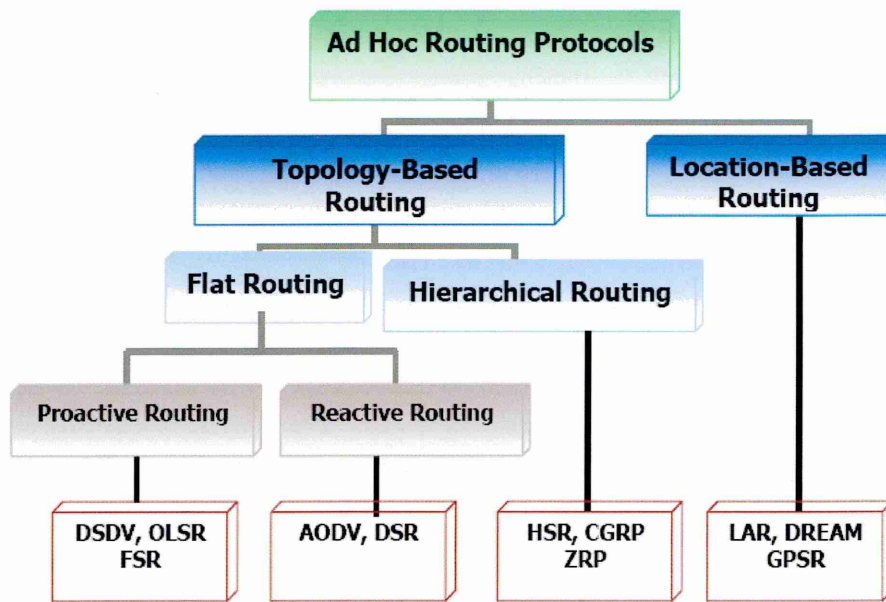 Ad Hoc Routing Protocols
Topology-Based
Routing
Location-Based
Routing
Flat Routing
Hierarchical Routing
Proactive Routing
Reactive Routing
DSDV, OLSR
FSR
AODV, DSR
HSR, CGRP
ZRP
LAR, DREAM
GPSR